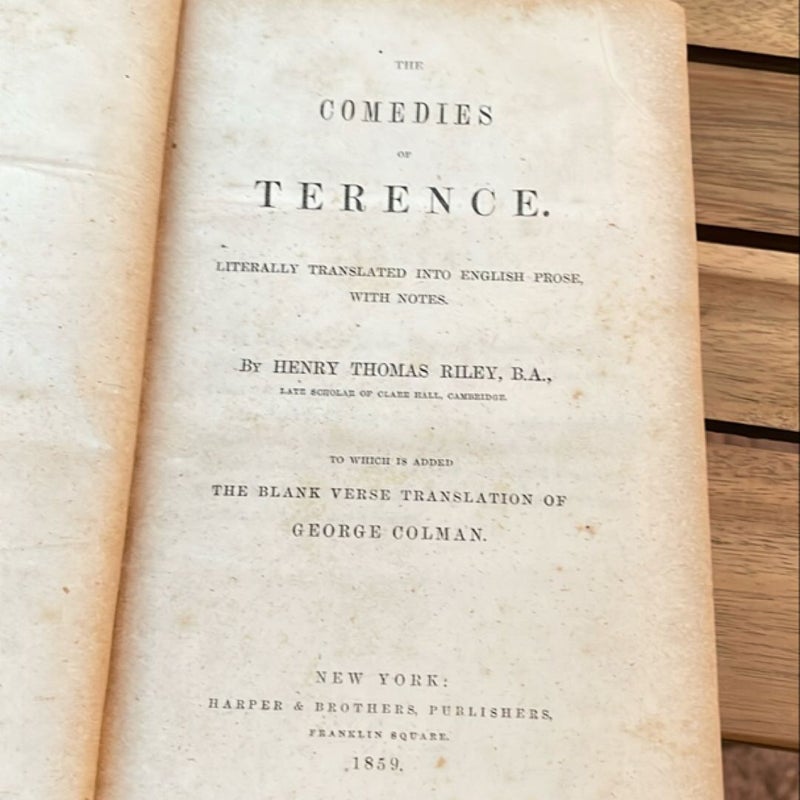 THE
COMEDIES
OF
TERENCE.
LITERALLY TRANSLATED INTO ENGLISH PROSE,
WITH NOTES.
By HENRY THOMAS RILEY, B.A.,
LATE SCHOLAR OF CLARE HALL, CAMBRIDGE.
TO WHICH IS ADDED
THE BLANK VERSE TRANSLATION OF
GEORGE COLMAN.
NEW YORK:
HARPER & BROTHERS, PUBLISHERS,
FRANKLIN SQUARE.
1859.